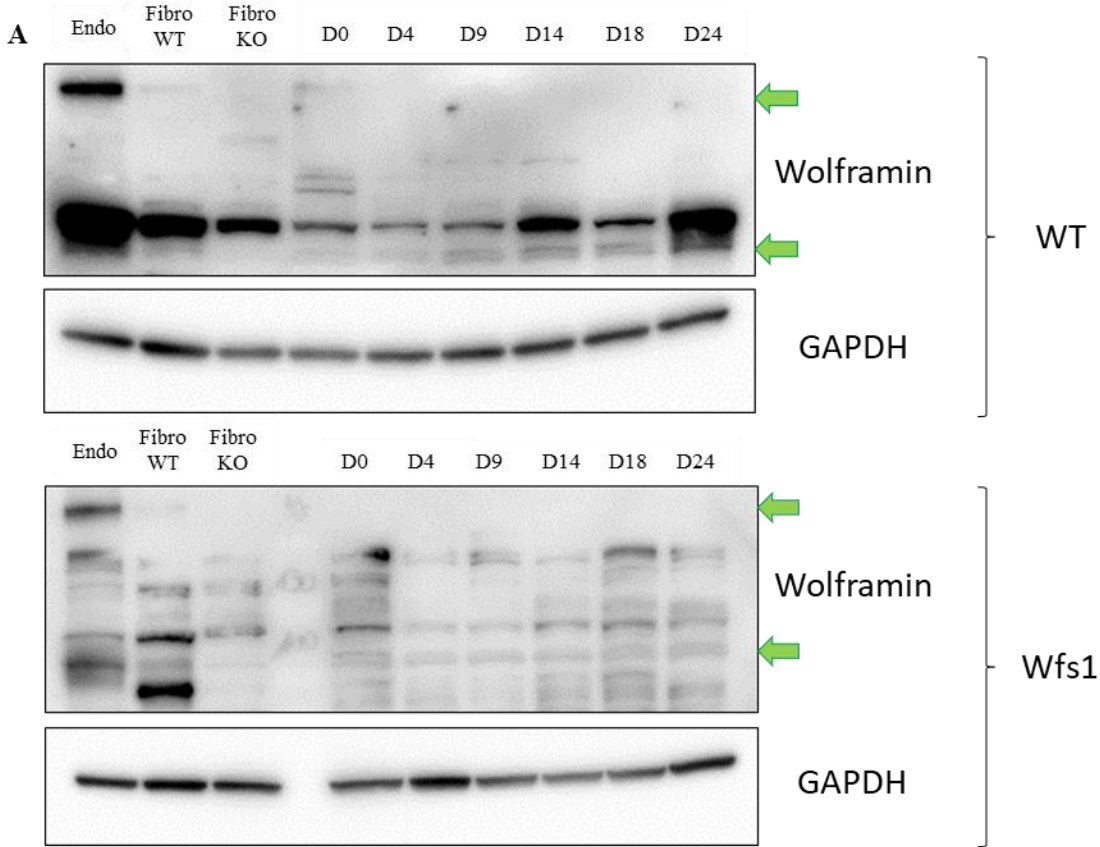 A
Endo Fibro WT Fibro KO D0 D4 D9 D14 D18 D24
Wolframin
WT
GAPDH
Endo Fibro WT Fibro KO D0 D4 D9 D14 D18 D24
Wolframin
Wfs1
GAPDH